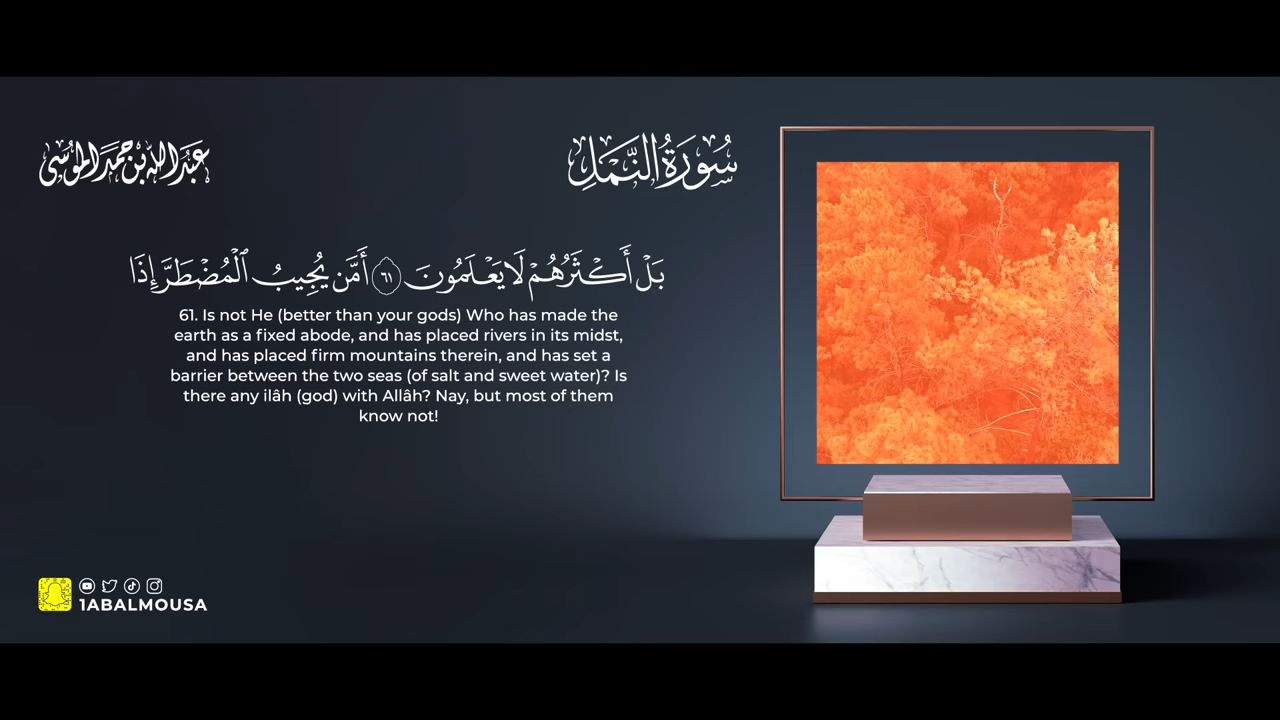 عبدالله بن حمد الموسى
سُورَةُ النَّمْلِ
بَلْ أَكْثَرُهُمْ لَا يَعْلَمُونَ ٦١ أَمَّن يُجِيبُ ٱلْمُضْطَرَّ إِذَا
61. Is not He (better than your gods) Who has made the
earth as a fixed abode, and has placed rivers in its midst,
and has placed firm mountains therein, and has set a
barrier between the two seas (of salt and sweet water)? Is
there any ilâh (god) with Allâh? Nay, but most of them
know not!
1ABALMOUSA